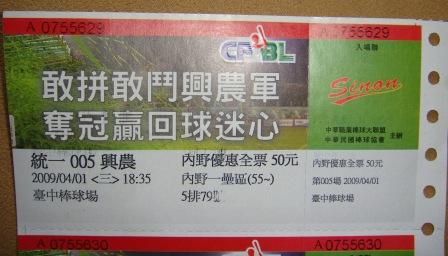 A 0755629
A 0755629
CPBL
入場聯
敢拼敢鬥興農軍
奪冠贏回球迷心
Sinon
中華職業棒球大聯盟
中華民國棒球協會 主辦
統一 005 興農
內野優惠全票 50元
2009/04/01 <三> 18:35
內野一壘區(55~)
臺中棒球場
5排79號
內野優惠全票 50元
第005場 2009/04/01
臺中棒球場
A 0755630
A 0755630